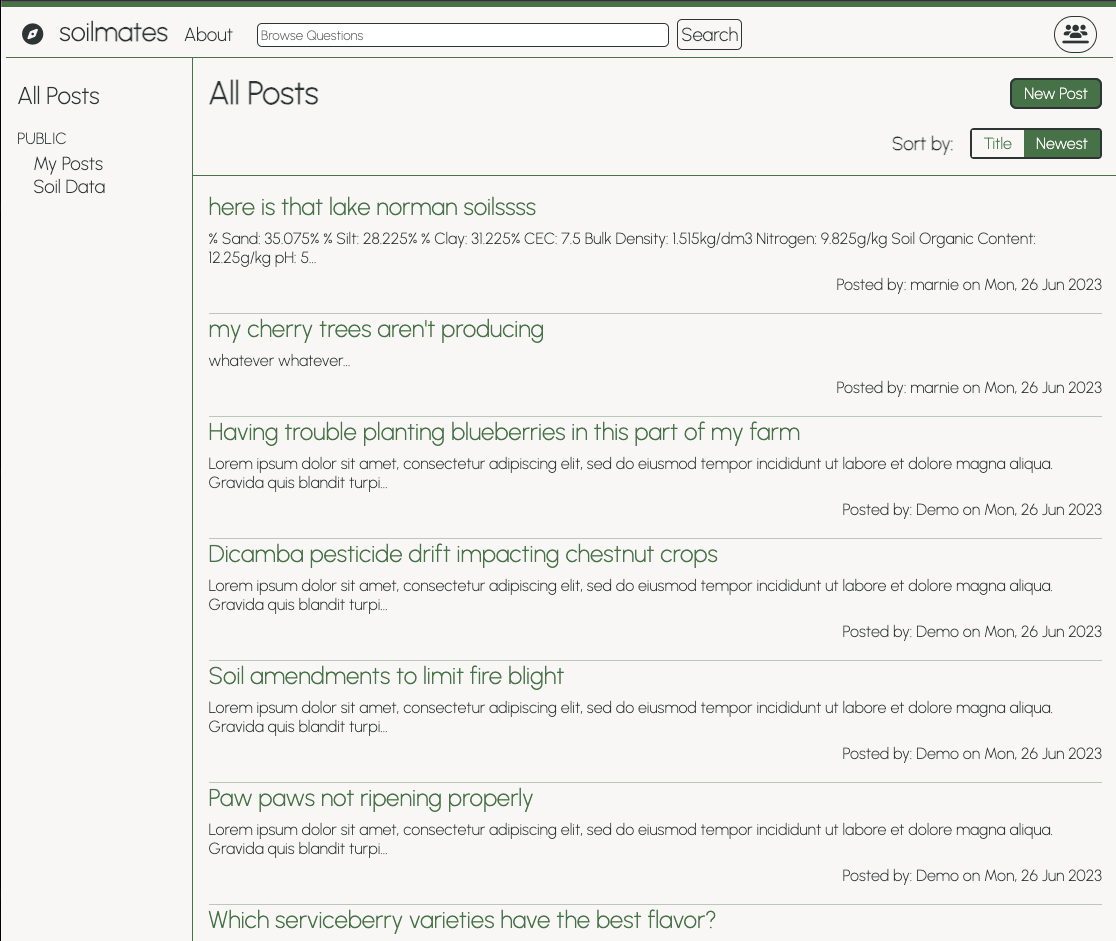 soilmates About Browse Questions Search
All Posts
PUBLIC
My Posts
Soil Data
All Posts
New Post
Sort by: Title Newest
here is that lake norman soilssss
% Sand: 35.075% % Silt: 28.225% % Clay: 31.225% CEC: 7.5 Bulk Density: 1.515kg/dm3 Nitrogen: 9.825g/kg Soil Organic Content:
12.25g/kg pH: 5...
Posted by: marnie on Mon, 26 Jun 2023
my cherry trees aren't producing
whatever whatever...
Posted by: marnie on Mon, 26 Jun 2023
Having trouble planting blueberries in this part of my farm
Lorem ipsum dolor sit amet, consectetur adipiscing elit, sed do eiusmod tempor incididunt ut labore et dolore magna aliqua.
Gravida quis blandit turpi...
Posted by: Demo on Mon, 26 Jun 2023
Dicamba pesticide drift impacting chestnut crops
Lorem ipsum dolor sit amet, consectetur adipiscing elit, sed do eiusmod tempor incididunt ut labore et dolore magna aliqua.
Gravida quis blandit turpi...
Posted by: Demo on Mon, 26 Jun 2023
Soil amendments to limit fire blight
Lorem ipsum dolor sit amet, consectetur adipiscing elit, sed do eiusmod tempor incididunt ut labore et dolore magna aliqua.
Gravida quis blandit turpi...
Posted by: Demo on Mon, 26 Jun 2023
Paw paws not ripening properly
Lorem ipsum dolor sit amet, consectetur adipiscing elit, sed do eiusmod tempor incididunt ut labore et dolore magna aliqua.
Gravida quis blandit turpi...
Posted by: Demo on Mon, 26 Jun 2023
Which serviceberry varieties have the best flavor?